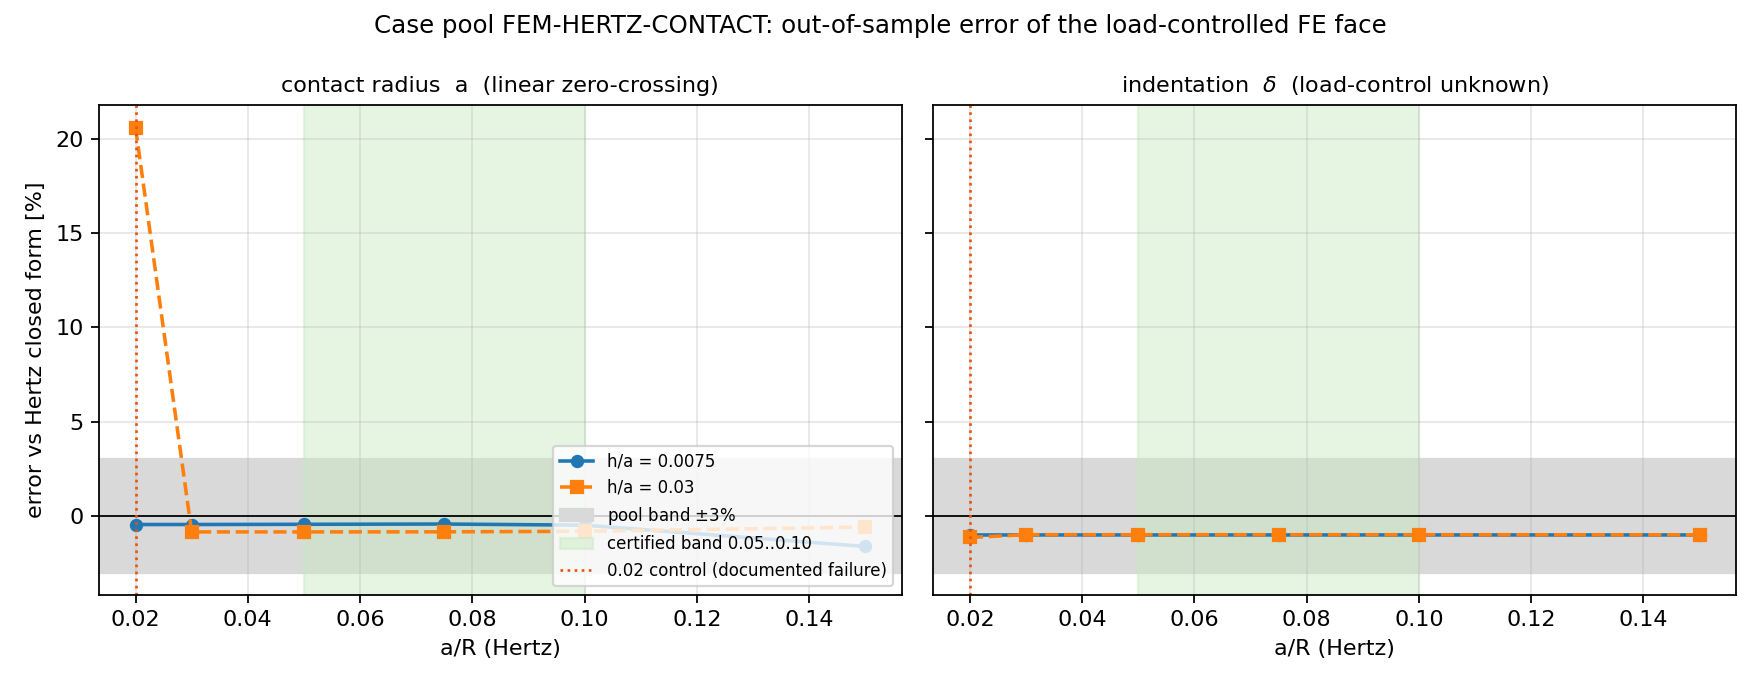 Case pool FEM-HERTZ-CONTACT: out-of-sample error of the load-controlled FE face
contact radius a (linear zero-crossing)
error vs Hertz closed form [%]
20
15
10
5
0
h/a = 0.0075
h/a = 0.03
pool band ±3%
certified band 0.05..0.10
0.02 control (documented failure)
0.02 0.04 0.06 0.08 0.10 0.12 0.14
a/R (Hertz)
indentation δ (load-control unknown)
0.02 0.04 0.06 0.08 0.10 0.12 0.14
a/R (Hertz)